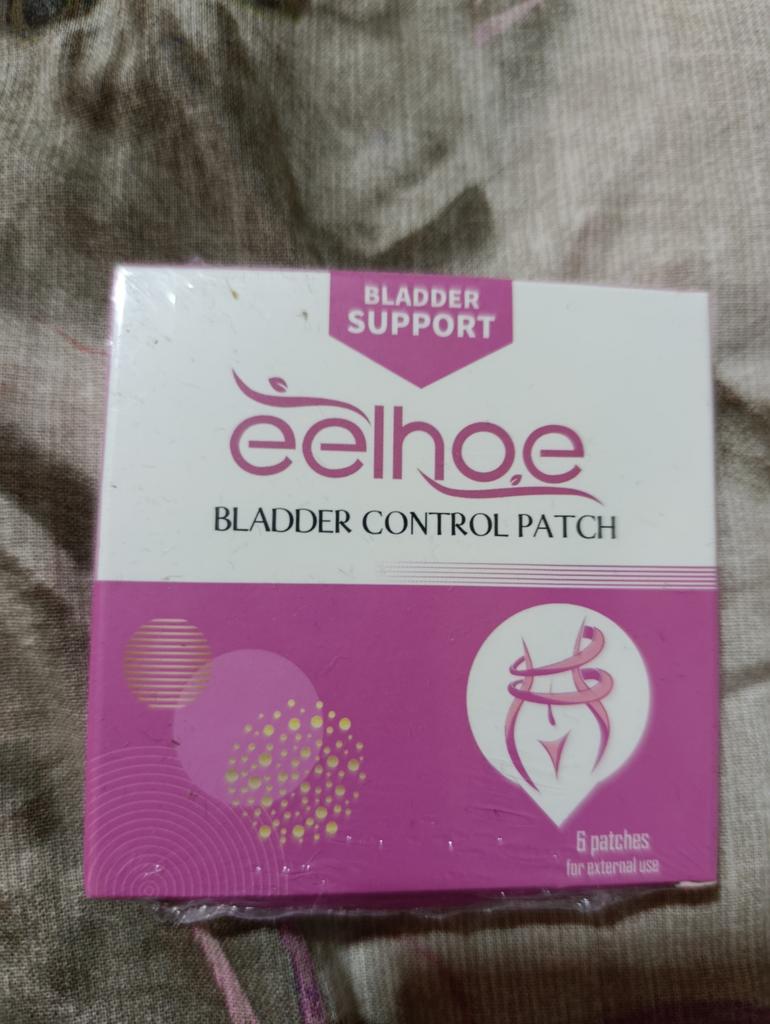 BLADDER
SUPPORT
eelhoe
BLADDER CONTROL PATCH
6 patches
for external use